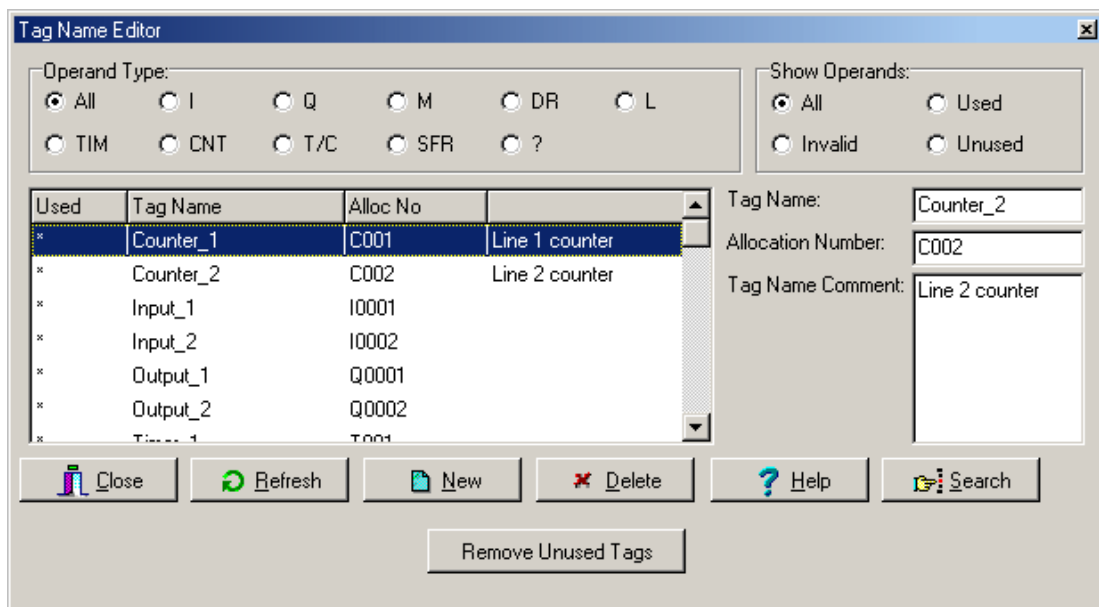 Tag Name Editor
Operand Type:
All I Q M DR L
TIM CNT T/C SFR ?
Show Operands:
All Used
Invalid Unused
Used Tag Name Alloc No
* Counter_1 C001 Line 1 counter
* Counter_2 C002 Line 2 counter
* Input_1 I0001
* Input_2 I0002
* Output_1 Q0001
* Output_2 Q0002
* Timer_1 T001
Tag Name: Counter_2
Allocation Number: C002
Tag Name Comment: Line 2 counter
Close Refresh New Delete Help Search
Remove Unused Tags